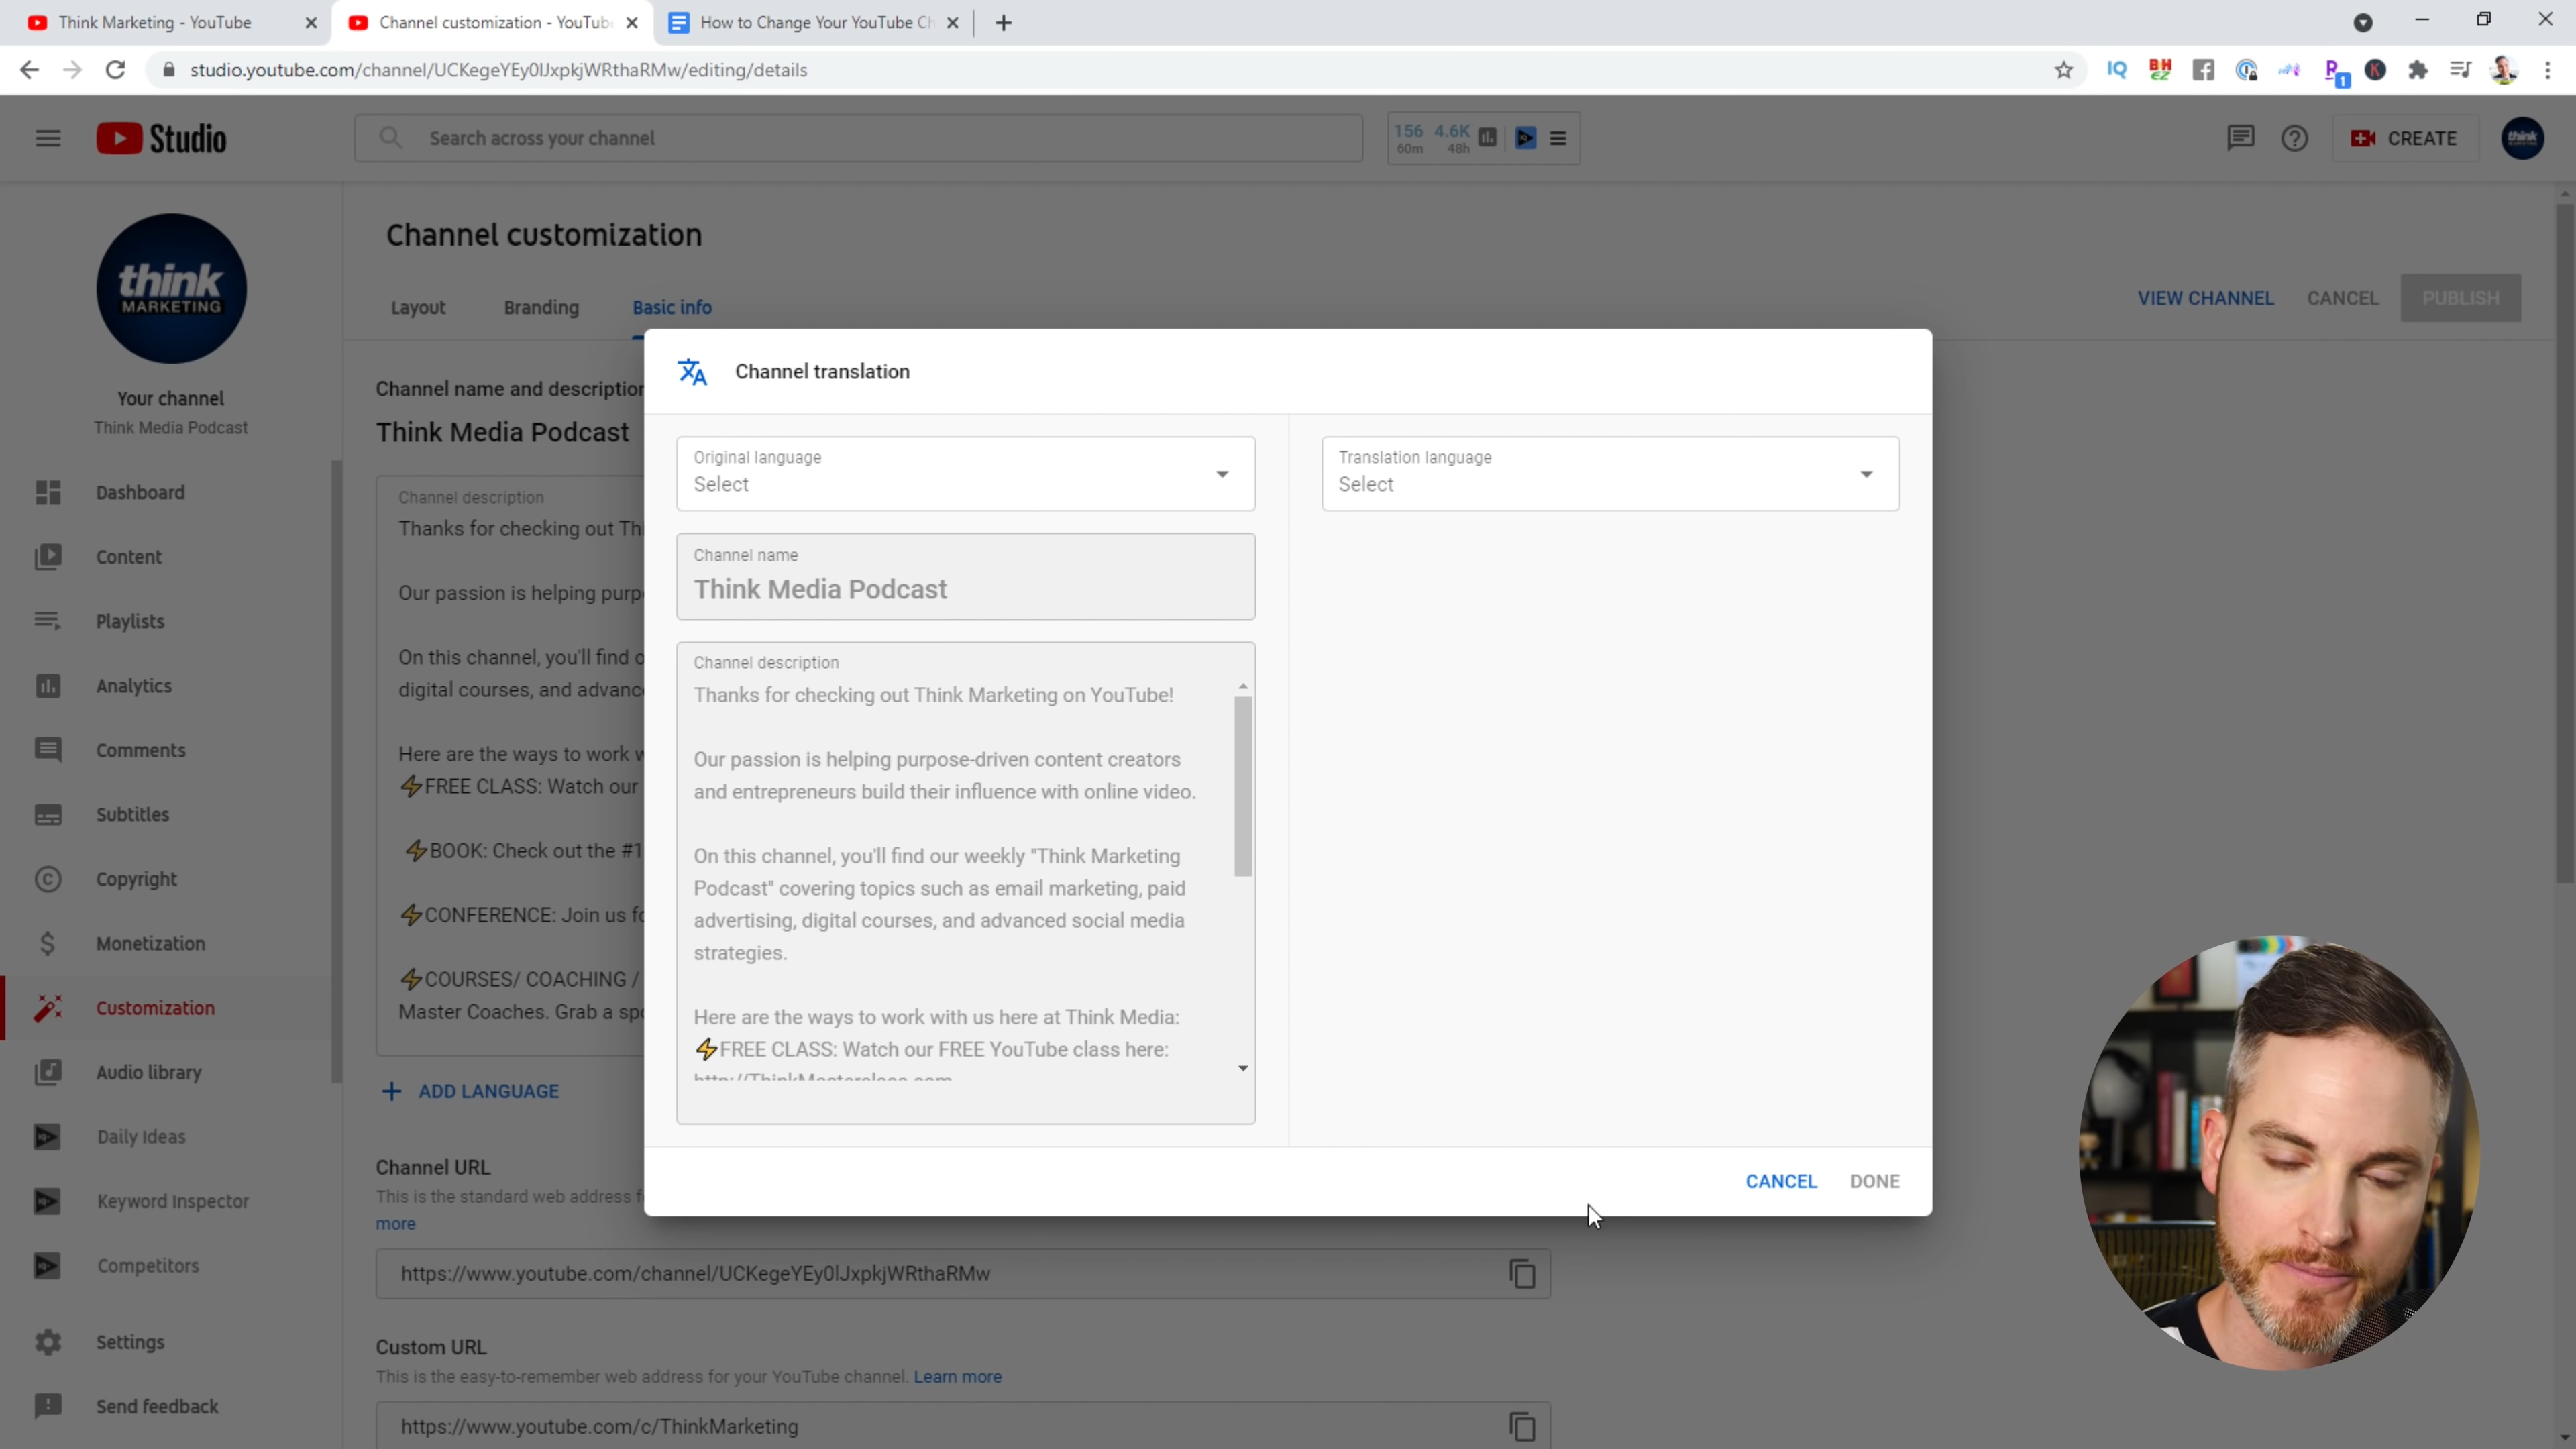 Think Marketing - YouTube
Channel customization - YouTube
How to Change Your YouTube Ch
studio.youtube.com/channel/UCKegeYEy0lJxpkjWRthaRMw/editing/details
IQ
BH
EZ
1
K
Studio
Search across your channel
156 4.6K
60m 48h
CREATE
think
think
MARKETING
Your channel
Think Media Podcast
Dashboard
Content
Playlists
Analytics
Comments
Subtitles
Copyright
Monetization
Customization
Audio library
Daily Ideas
Keyword Inspector
Competitors
Settings
Send feedback
Channel customization
Layout Branding Basic info
VIEW CHANNEL CANCEL PUBLISH
Channel name and description
Think Media Podcast
Channel description
Thanks for checking out Thi
Our passion is helping purp
On this channel, you'll find o
digital courses, and advanc
Here are the ways to work w
⚡FREE CLASS: Watch our
⚡BOOK: Check out the #1
⚡CONFERENCE: Join us fo
⚡COURSES/ COACHING /
Master Coaches. Grab a spo
+ ADD LANGUAGE
Channel URL
This is the standard web address f
more
https://www.youtube.com/channel/UCKegeYEy0lJxpkjWRthaRMw
Custom URL
This is the easy-to-remember web address for your YouTube channel. Learn more
https://www.youtube.com/c/ThinkMarketing
Channel translation
Original language
Select
Channel name
Think Media Podcast
Channel description
Thanks for checking out Think Marketing on YouTube!
Our passion is helping purpose-driven content creators
and entrepreneurs build their influence with online video.
On this channel, you'll find our weekly "Think Marketing
Podcast" covering topics such as email marketing, paid
advertising, digital courses, and advanced social media
strategies.
Here are the ways to work with us here at Think Media:
⚡FREE CLASS: Watch our FREE YouTube class here:
http://ThinkMasterclass.com
Translation language
Select
CANCEL DONE